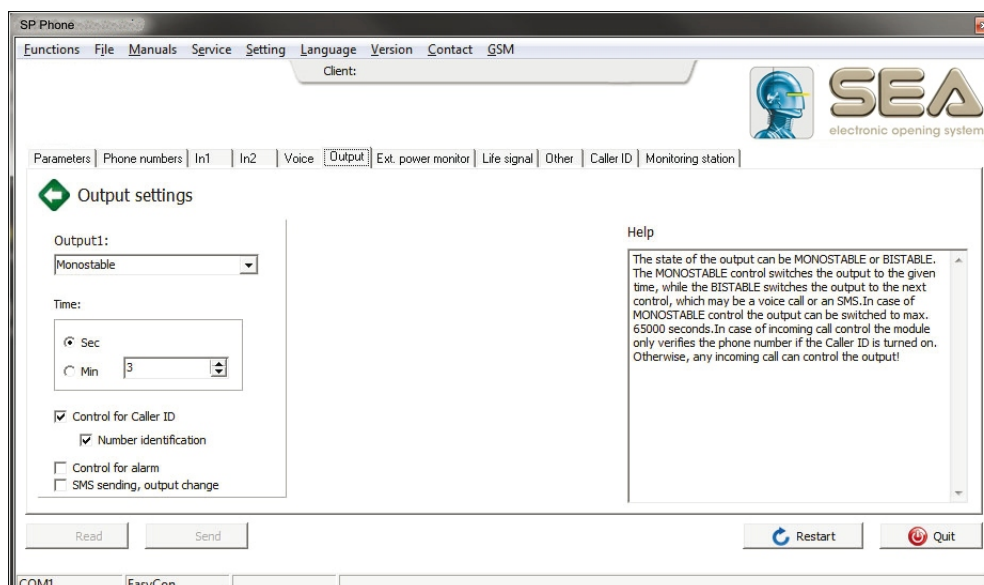 SP Phone
Functions File Manuals Service Setting Language Version Contact GSM
Client:
SEA
electronic opening system
Parameters Phone numbers In1 In2 Voice Output Ext. power monitor Life signal Other Caller ID Monitoring station
Output settings
Output1:
Monostable
Time:
Sec
Min 3
Control for Caller ID
Number identification
Control for alarm
SMS sending, output change
Help
The state of the output can be MONOSTABLE or BISTABLE.
The MONOSTABLE control switches the output to the given
time, while the BISTABLE switches the output to the next
control, which may be a voice call or an SMS.In case of
MONOSTABLE control the output can be switched to max.
65000 seconds.In case of incoming call control the module
only verifies the phone number if the Caller ID is turned on.
Otherwise, any incoming call can control the output!
Read Send Restart Quit
COM1 EasyCon